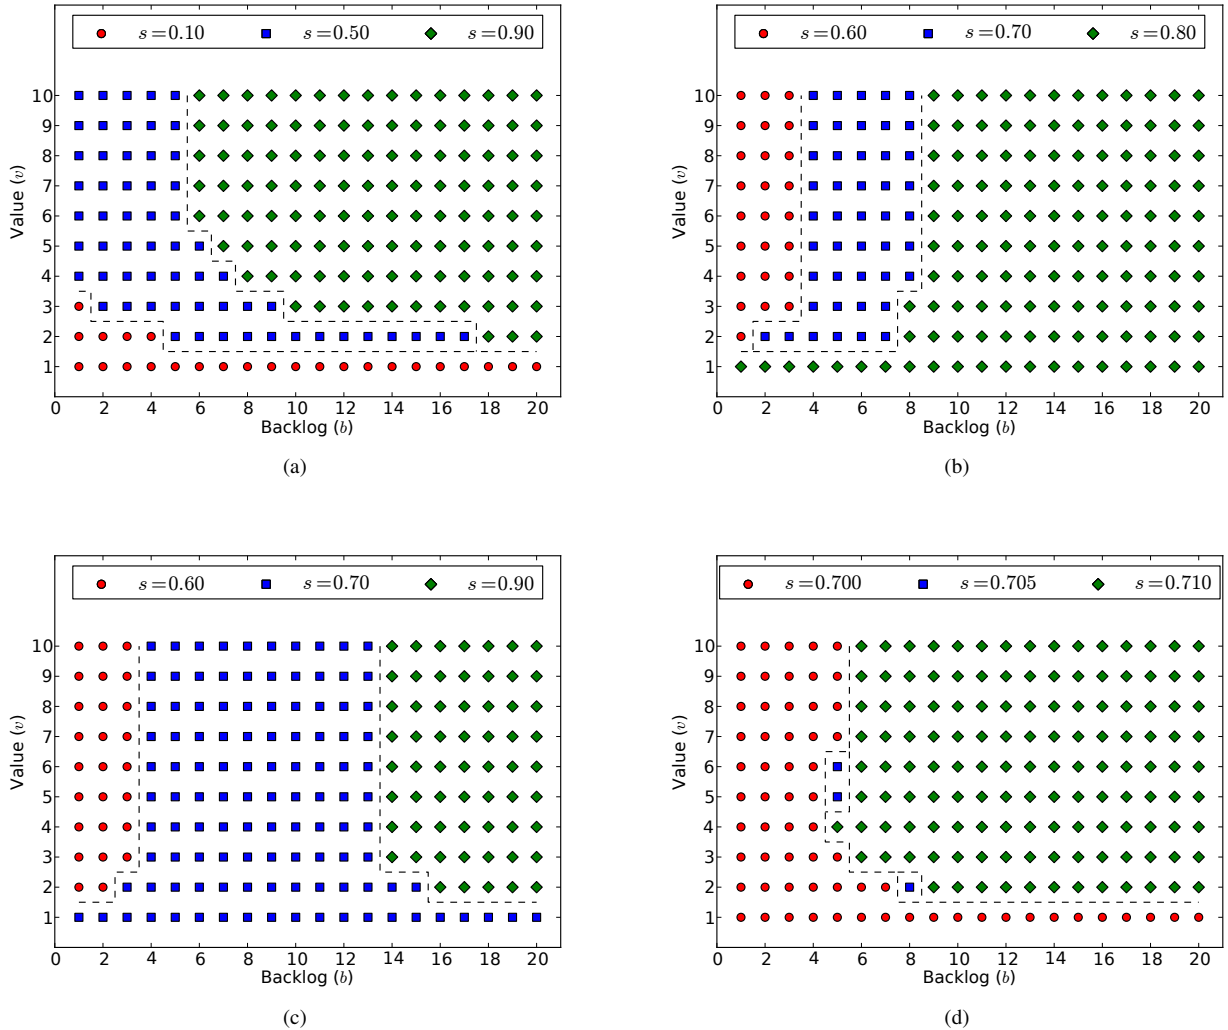 s = 0.10 s = 0.50 s = 0.90
10
9
8
7
6
5
4
3
2
1
Value (v)
0 2 4 6 8 10 12 14 16 18 20
Backlog (b)
(a)
s = 0.60 s = 0.70 s = 0.80
10
9
8
7
6
5
4
3
2
1
Value (v)
0 2 4 6 8 10 12 14 16 18 20
Backlog (b)
(b)
s = 0.60 s = 0.70 s = 0.90
10
9
8
7
6
5
4
3
2
1
Value (v)
0 2 4 6 8 10 12 14 16 18 20
Backlog (b)
(c)
s = 0.700 s = 0.705 s = 0.710
10
9
8
7
6
5
4
3
2
1
Value (v)
0 2 4 6 8 10 12 14 16 18 20
Backlog (b)
(d)